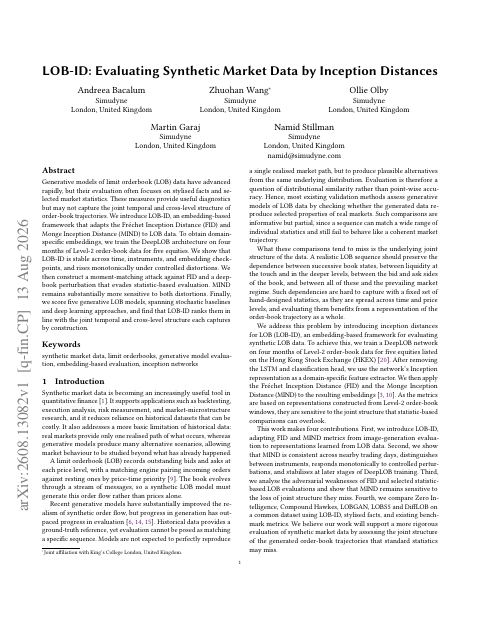 LOB-ID: Evaluating Synthetic Market Data by Inception Distances
Andreea Bacalum
Simudyne
London, United Kingdom
Zhuohan Wang*
Simudyne
London, United Kingdom
Ollie Olby
Simudyne
London, United Kingdom
Martin Garaj
Simudyne
London, United Kingdom
Namid Stillman
Simudyne
London, United Kingdom
namid@simudyne.com
arXiv:2608.13082v1 [q-fin.CP] 13 Aug 2026
Abstract
Generative models of limit orderbook (LOB) data have advanced
rapidly, but their evaluation often focuses on stylised facts and se-
lected market statistics. These measures provide useful diagnostics
but may not capture the joint temporal and cross-level structure of
order-book trajectories. We introduce LOB-ID, an embedding-based
framework that adapts the Fréchet Inception Distance (FID) and
Monge Inception Distance (MIND) to LOB data. To obtain domain-
specific embeddings, we train the DeepLOB architecture on four
months of Level-2 order-book data for five equities. We show that
LOB-ID is stable across time, instruments, and embedding check-
points, and rises monotonically under controlled distortions. We
then construct a moment-matching attack against FID and a deep-
book perturbation that evades statistic-based evaluation. MIND
remains substantially more sensitive to both distortions. Finally,
we score five generative LOB models, spanning stochastic baselines
and deep learning approaches, and find that LOB-ID ranks them in
line with the joint temporal and cross-level structure each captures
by construction.
Keywords
synthetic market data, limit orderbooks, generative model evalua-
tion, embedding-based evaluation, inception networks
1 Introduction
Synthetic market data is becoming an increasingly useful tool in
quantitative finance [1]. It supports applications such as backtesting,
execution analysis, risk measurement, and market-microstructure
research, and it reduces reliance on historical datasets that can be
costly. It also addresses a more basic limitation of historical data:
real markets provide only one realised path of what occurs, whereas
generative models produce many alternative scenarios, allowing
market behaviour to be studied beyond what has already happened.
A limit orderbook (LOB) records outstanding bids and asks at
each price level, with a matching engine pairing incoming orders
against resting ones by price-time priority [9]. The book evolves
through a stream of messages, so a synthetic LOB model must
generate this order flow rather than prices alone.
Recent generative models have substantially improved the re-
alism of synthetic order flow, but progress in generation has out-
paced progress in evaluation [6, 14, 15]. Historical data provides a
ground-truth reference, yet evaluation cannot be posed as matching
a specific sequence. Models are not expected to perfectly reproduce
*Joint affiliation with King's College London, United Kingdom.
a single realised market path, but to produce plausible alternatives
from the same underlying distribution. Evaluation is therefore a
question of distributional similarity rather than point-wise accu-
racy. Hence, most existing validation methods assess generative
models of LOB data by checking whether the generated data re-
produce selected properties of real markets. Such comparisons are
informative but partial, since a sequence can match a wide range of
individual statistics and still fail to behave like a coherent market
trajectory.
What these comparisons tend to miss is the underlying joint
structure of the data. A realistic LOB sequence should preserve the
dependence between successive book states, between liquidity at
the touch and in the deeper levels, between the bid and ask sides
of the book, and between all of these and the prevailing market
regime. Such dependencies are hard to capture with a fixed set of
hand-designed statistics, as they are spread across time and price
levels; and evaluating them benefits from a representation of the
order-book trajectory as a whole.
We address this problem by introducing inception distances
for LOB (LOB-ID), an embedding-based framework for evaluating
synthetic LOB data. To achieve this, we train a DeepLOB network
on four months of Level-2 order-book data for five equities listed
on the Hong Kong Stock Exchange (HKEX) [20]. After removing
the LSTM and classification head, we use the network's Inception
representation as a domain-specific feature extractor. We then apply
the Fréchet Inception Distance (FID) and the Monge Inception
Distance (MIND) to the resulting embeddings [3, 10]. As the metrics
are based on representations constructed from Level-2 order-book
windows, they are sensitive to the joint structure that statistic-based
comparisons can overlook.
This work makes four contributions. First, we introduce LOB-ID,
adapting FID and MIND metrics from image-generation evalua-
tion to representations learned from LOB data. Second, we show
that MIND is consistent across nearby trading days, distinguishes
between instruments, responds monotonically to controlled pertur-
bations, and stabilises at later stages of DeepLOB training. Third,
we analyse the adversarial weaknesses of FID and selected statistic-
based LOB evaluations and show that MIND remains sensitive to
the loss of joint structure they miss. Fourth, we compare Zero In-
telligence, Compound Hawkes, LOBGAN, LOBS5 and DiffLOB on
a common dataset using LOB-ID, stylised facts, and existing bench-
mark metrics. We believe our work will support a more rigorous
evaluation of synthetic market data by assessing the joint structure
of the generated order-book trajectories that standard statistics
may miss.
1